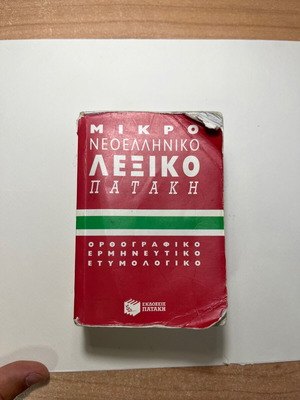 ΜΙΚΡΟ
ΝΕΟΕΛΛΗΝΙΚΟ
ΛΕΞΙΚΟ
ΠΑΤΑΚΗ
ΟΡΘΟΓΡΑΦΙΚΟ
ΕΡΜΗΝΕΥΤΙΚΟ
ΕΤΥΜΟΛΟΓΙΚΟ
ΕΚΔΟΣΕΙΣ
ΠΑΤΑΚΗ